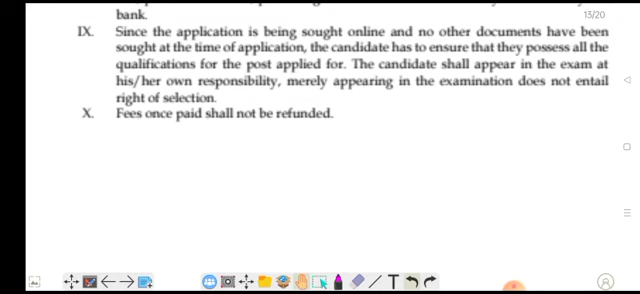 bank.
13/20
IX. Since the application is being sought online and no other documents have been
sought at the time of application, the candidate has to ensure that they possess all the
qualifications for the post applied for. The candidate shall appear in the exam at
his/her own responsibility, merely appearing in the examination does not entail
right of selection.
X. Fees once paid shall not be refunded.
T